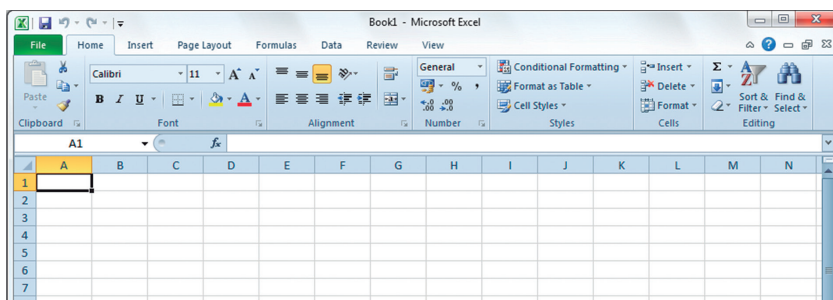 Book1 - Microsoft Excel
File Home Insert Page Layout Formulas Data Review View
Paste
Calibri 11 A A
B I U A
General
% ,
.00 .00
Conditional Formatting
Format as Table
Cell Styles
Insert
Delete
Format
Σ
Sort & Filter
Find & Select
Clipboard Font Alignment Number Styles Cells Editing
A1 fx
A B C D E F G H I J K L M N
1
2
3
4
5
6
7